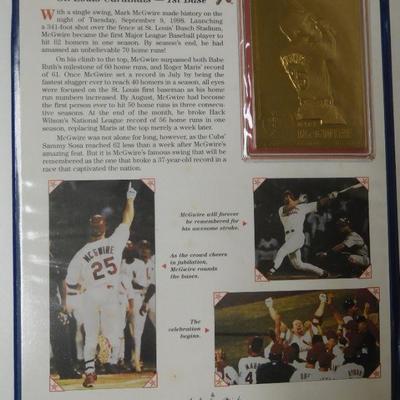 St. Louis Cardinals — 1st Base
With a single swing, Mark McGwire made history on the
night of Tuesday, September 8, 1998. Launching
a 341-foot shot over the fence at St. Louis' Busch Stadium,
McGwire became the first Major League Baseball player to
hit 62 homers in one season. By season's end, he had
amassed an unbelievable 70 home runs!
On his climb to the top, McGwire surpassed both Babe
Ruth's milestone of 60 home runs, and Roger Maris' record
of 61. Once McGwire set a record in July by being the
fastest slugger ever to reach 40 homers in a season, all eyes
were focused on the St. Louis first baseman as his home
run numbers increased. By August, McGwire had become
the first person ever to hit 50 home runs in three consecu-
tive seasons. At the end of the month, he broke Hack
Wilson's National League record of 56 home runs in one
season, replacing Maris at the top merely a week later.
McGwire was not alone for long, however, as the Cubs'
Sammy Sosa reached 62 less than a week after McGwire's
amazing feat. But it is McGwire's famous swing that will be
remembered as the one that broke a 37-year-old record in a
race that captivated the nation.
McGWIRE
McGwire will forever
be remembered for
his awesome stroke.
McGWIRE
25
As the crowd cheers
in jubilation,
McGwire rounds
the bases.
The
celebration
begins.